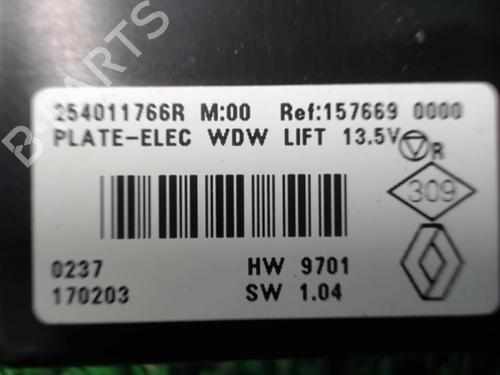 254011766R M:00 Ref:157669 0000
PLATE-ELEC WDW LIFT 13.5V R
309
0237 HW 9701
170203 SW 1.04
PARTS